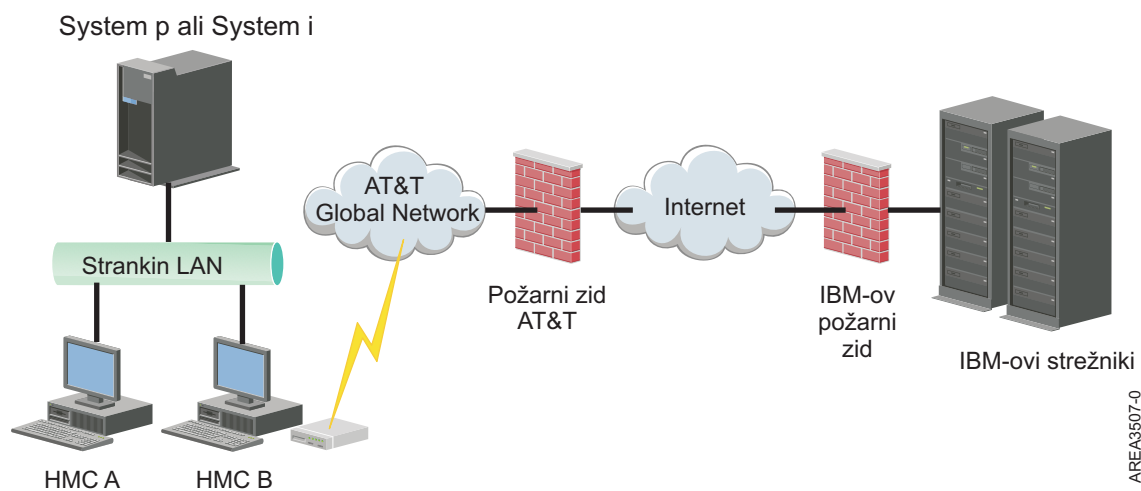 System p ali System i
AT&T
Global Network
Internet
Strankin LAN
Požarni zid
AT&T
IBM-ov
požarni
zid
IBM-ovi strežniki
HMC A
HMC B
AREA3507-0